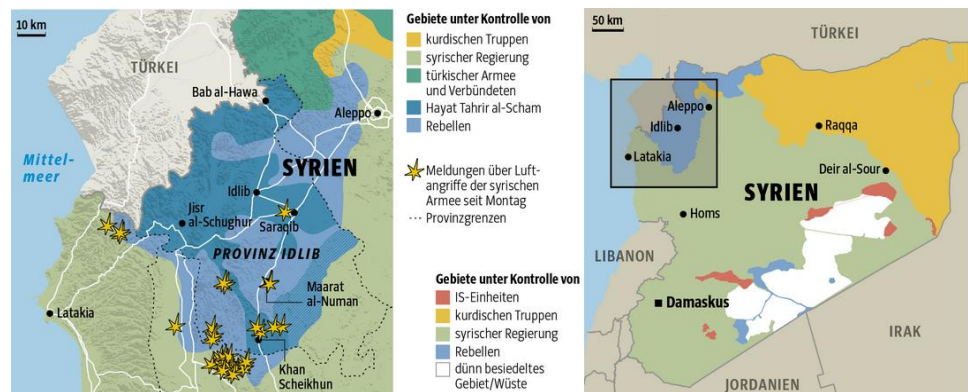 10 km
TÜRKEI
Bab al-Hawa
Aleppo
Mittel-
meer
SYRIEN
Idlib
Jisr
al-Schughur
Saraqib
PROVINZ IDLIB
Maarat
al-Numan
Latakia
Khan
Scheikhun
Gebiete unter Kontrolle von
kurdischen Truppen
syrischer Regierung
türkischer Armee
und Verbündeten
Hayat Tahrir al-Scham
Rebellen
Meldungen über Luft-
angriffe der syrischen
Armee seit Montag
Provinzgrenzen
Gebiete unter Kontrolle von
IS-Einheiten
kurdischen Truppen
syrischer Regierung
Rebellen
dünn besiedeltes
Gebiet/Wüste
50 km
TÜRKEI
Aleppo
Idlib
Raqqa
Latakia
Deir al-Sour
SYRIEN
Homs
LIBANON
Damaskus
IRAK
JORDANIEN